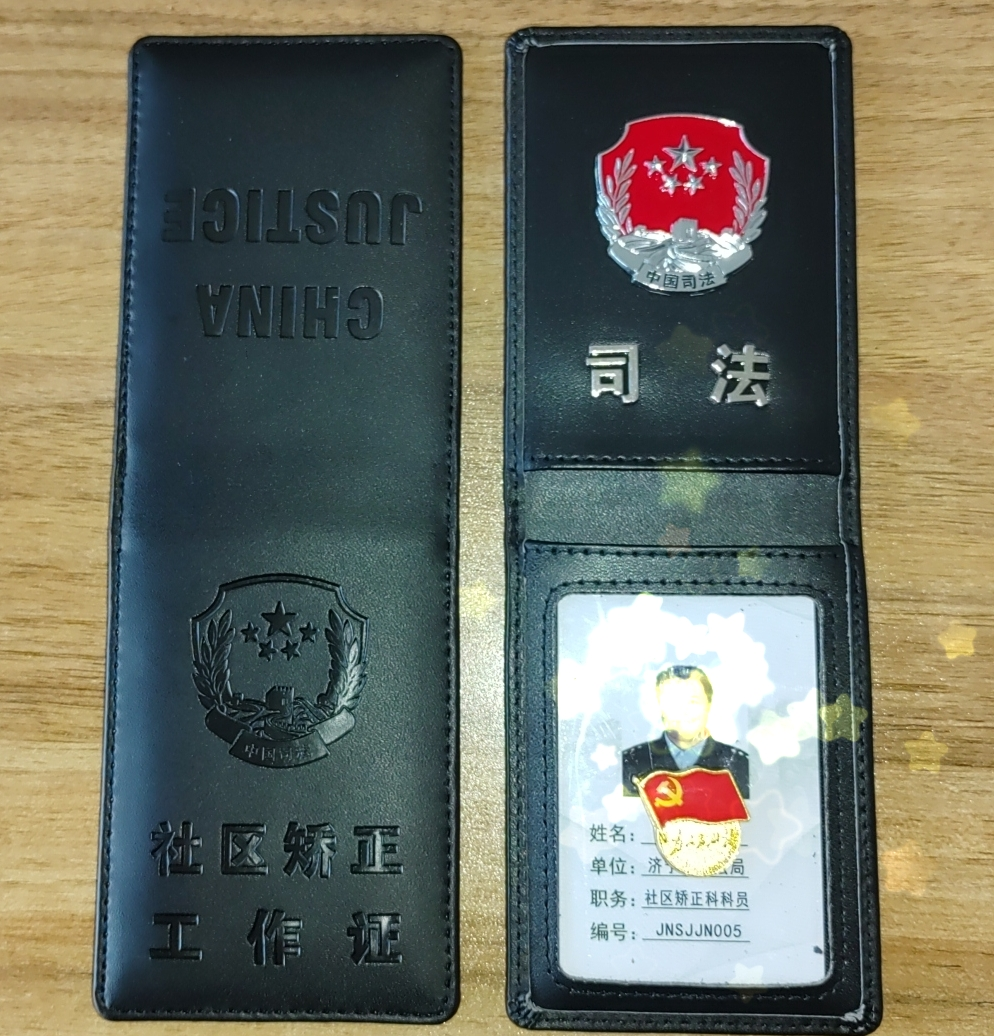 JUSTICE
CHINA
中国司法
社区矫正
工作证
中国司法
司法
姓名:
单位: 济
职务: 社区矫正科科员
编号: JNSJJN005